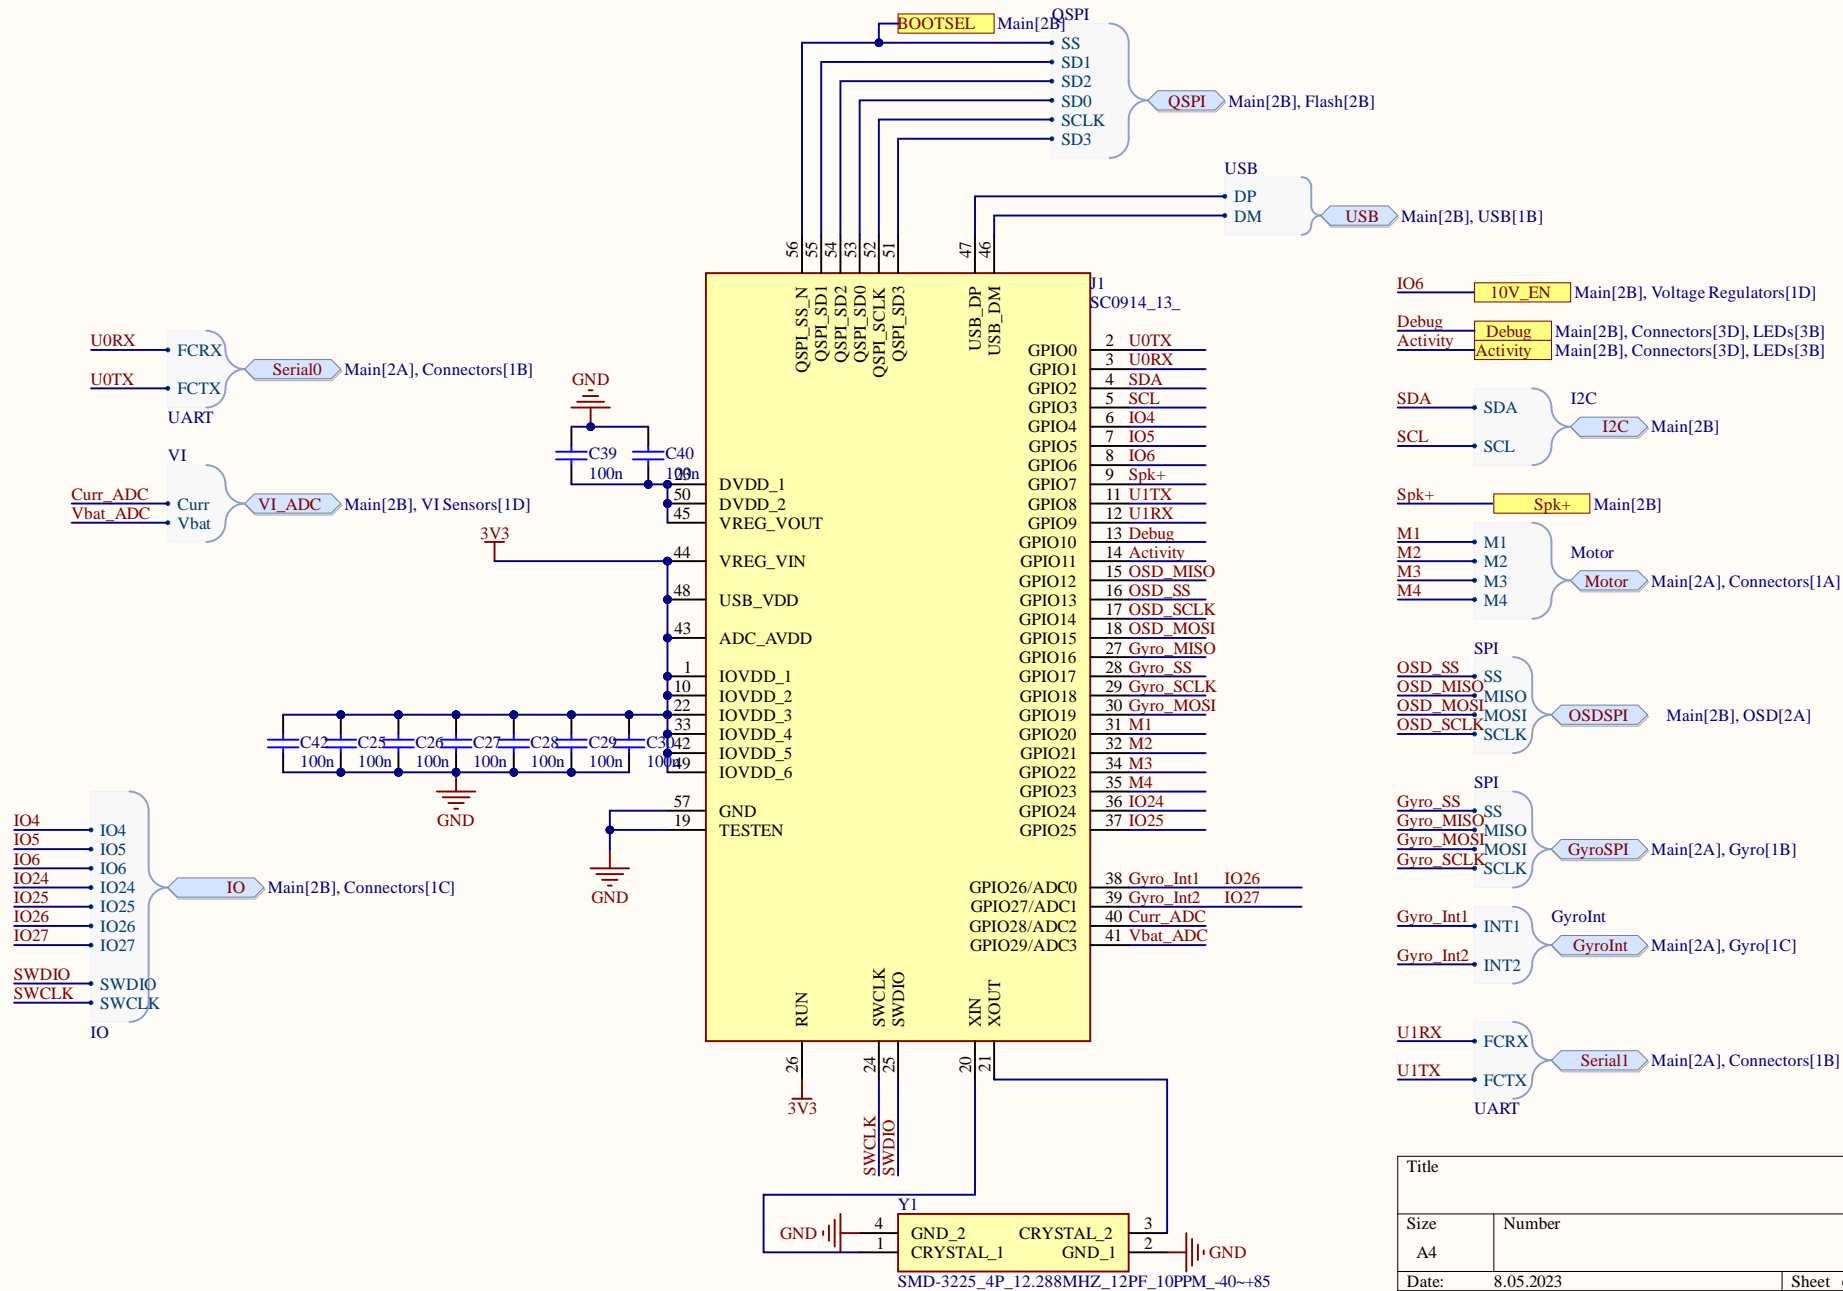 BOOTSEL Main[2B]
QSPI
SS
SD1
SD2
SD0
SCLK
SD3
QSPI Main[2B], Flash[2B]
USB
DP
DM
USB Main[2B], USB[1B]
56
55
54
53
52
51
47
46
QSPI_SS_N
QSPI_SD1
QSPI_SD2
QSPI_SD0
QSPI_SCLK
QSPI_SD3
USB_DP
USB_DM
J1
SC0914_13_
U0RX FCRX
U0TX FCTX
Serial0 Main[2A], Connectors[1B]
UART
VI
Curr_ADC Curr
Vbat_ADC Vbat
VI_ADC Main[2B], VI Sensors[1D]
GND
C39
100n
C40
100n
23 DVDD_1
50 DVDD_2
45 VREG_VOUT
3V3
44 VREG_VIN
48 USB_VDD
43 ADC_AVDD
1 IOVDD_1
10 IOVDD_2
22 IOVDD_3
33 IOVDD_4
42 IOVDD_5
49 IOVDD_6
57 GND
19 TESTEN
C42 C25 C26 C27 C28 C29 C30
100n 100n 100n 100n 100n 100n 100n
GND
GND
IO4 IO4
IO5 IO5
IO6 IO6
IO24 IO24
IO25 IO25
IO26 IO26
IO27 IO27
SWDIO SWDIO
SWCLK SWCLK
IO Main[2B], Connectors[1C]
IO
GPIO0 2 U0TX
GPIO1 3 U0RX
GPIO2 4 SDA
GPIO3 5 SCL
GPIO4 6 IO4
GPIO5 7 IO5
GPIO6 8 IO6
GPIO7 9 Spk+
GPIO8 11 U1TX
GPIO9 12 U1RX
GPIO10 13 Debug
GPIO11 14 Activity
GPIO12 15 OSD_MISO
GPIO13 16 OSD_SS
GPIO14 17 OSD_SCLK
GPIO15 18 OSD_MOSI
GPIO16 27 Gyro_MISO
GPIO17 28 Gyro_SS
GPIO18 29 Gyro_SCLK
GPIO19 30 Gyro_MOSI
GPIO20 31 M1
GPIO21 32 M2
GPIO22 34 M3
GPIO23 35 M4
GPIO24 36 IO24
GPIO25 37 IO25
GPIO26/ADC0 38 Gyro_Int1 IO26
GPIO27/ADC1 39 Gyro_Int2 IO27
GPIO28/ADC2 40 Curr_ADC
GPIO29/ADC3 41 Vbat_ADC
RUN
SWCLK
SWDIO
XIN
XOUT
26
24
25
20
21
3V3
SWCLK
SWDIO
Y1
GND 4 GND_2
1 CRYSTAL_1
CRYSTAL_2 3
GND_1 2 GND
SMD-3225_4P_12.288MHZ_12PF_10PPM_-40~+85
IO6 10V_EN Main[2B], Voltage Regulators[1D]
Debug Debug Main[2B], Connectors[3D], LEDs[3B]
Activity Activity Main[2B], Connectors[3D], LEDs[3B]
I2C
SDA SDA
SCL SCL
I2C Main[2B]
Spk+ Spk+ Main[2B]
M1 M1
M2 M2
M3 M3
M4 M4
Motor
Motor Main[2A], Connectors[1A]
SPI
OSD_SS SS
OSD_MISO MISO
OSD_MOSI MOSI
OSD_SCLK SCLK
OSDSPI Main[2B], OSD[2A]
SPI
Gyro_SS SS
Gyro_MISO MISO
Gyro_MOSI MOSI
Gyro_SCLK SCLK
GyroSPI Main[2A], Gyro[1B]
Gyro_Int1 INT1
Gyro_Int2 INT2
GyroInt
GyroInt Main[2A], Gyro[1C]
U1RX FCRX
U1TX FCTX
Serial1 Main[2A], Connectors[1B]
UART
Title
Size Number
A4
Date: 8.05.2023 Sheet